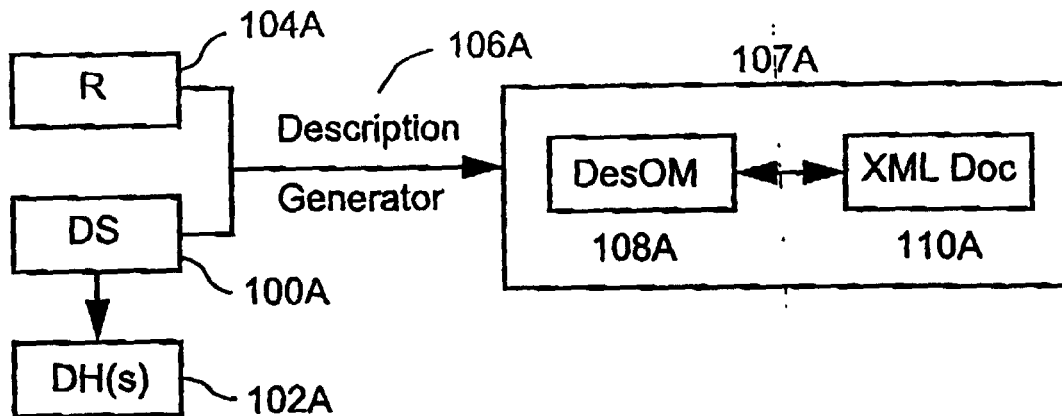 104A
R
106A
107A
Description
Generator
DesOM
XML Doc
108A
110A
DS
100A
DH(s)
102A